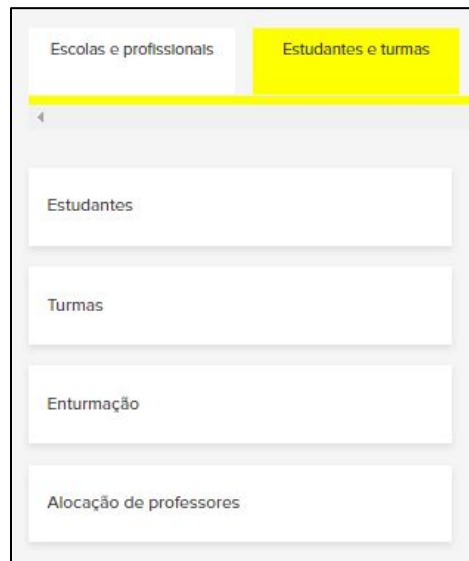 Escolas e profissionais
Estudantes e turmas
Estudantes
Turmas
Enturmação
Alocação de professores